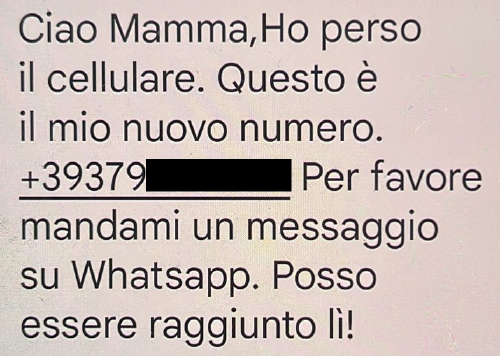 Ciao Mamma,Ho perso
il cellulare. Questo è
il mio nuovo numero.
+39379 Per favore
mandami un messaggio
su Whatsapp. Posso
essere raggiunto lì!